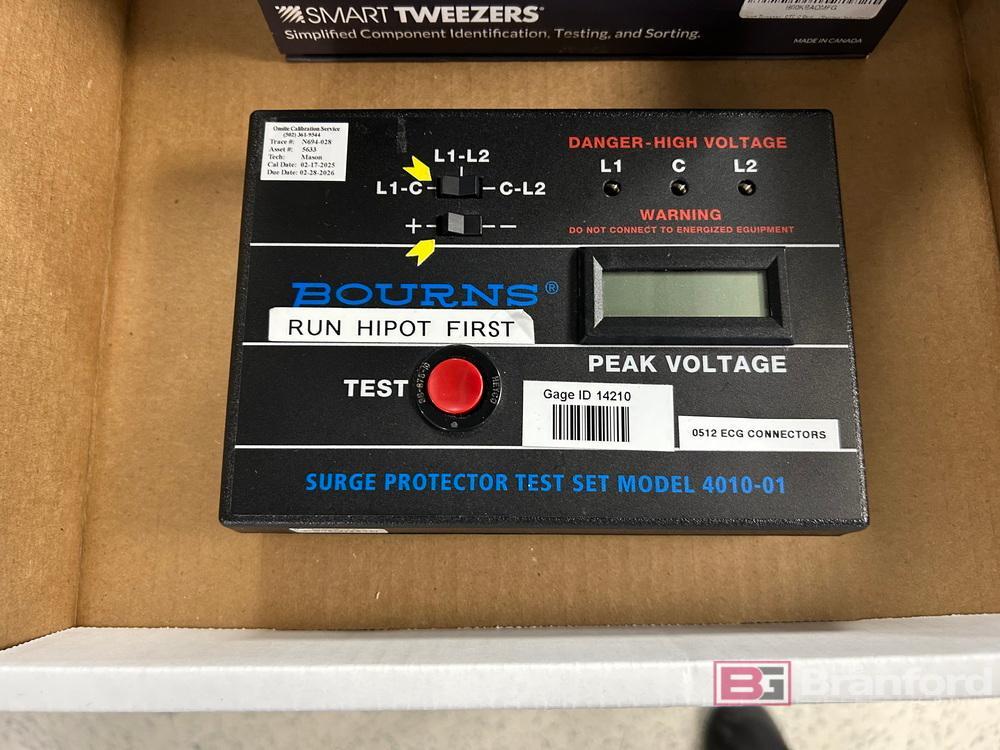 SMART TWEEZERS®
Simplified Component Identification, Testing, and Sorting.
MADE IN CANADA
Onsite Calibration Service
(502) 361-9544
Trace #: N694-028
Asset #: 5633
Tech: Mason
Cal Date: 02-17-2025
Due Date: 02-28-2026
L1-L2
L1-C
C-L2
+ −
DANGER-HIGH VOLTAGE
L1 C L2
WARNING
DO NOT CONNECT TO ENERGIZED EQUIPMENT
BOURNS®
RUN HIPOT FIRST
PEAK VOLTAGE
TEST
HEYCO
Gage ID 14210
0512 ECG CONNECTORS
SURGE PROTECTOR TEST SET MODEL 4010-01
BG Branford